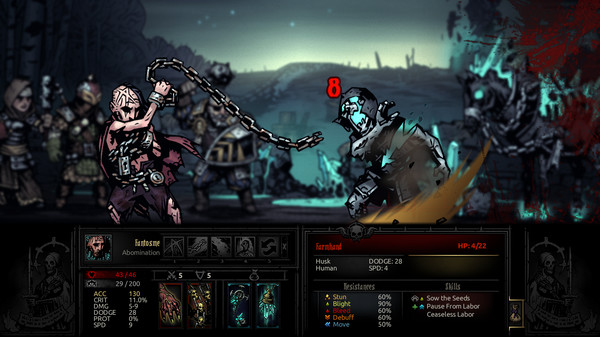 8
Fantosme
Abomination
43 / 46
29 / 200
5
5
ACC 130
CRIT 11.0%
DMG 5-9
DODGE 28
PROT 0%
SPD 9
Farmhand
HP: 4/22
Husk DODGE: 28
Human SPD: 4
Resistances
Stun 60%
Blight 90%
Bleed 60%
Debuff 60%
Move 50%
Skills
Sow the Seeds
Pause From Labor
Ceaseless Labor